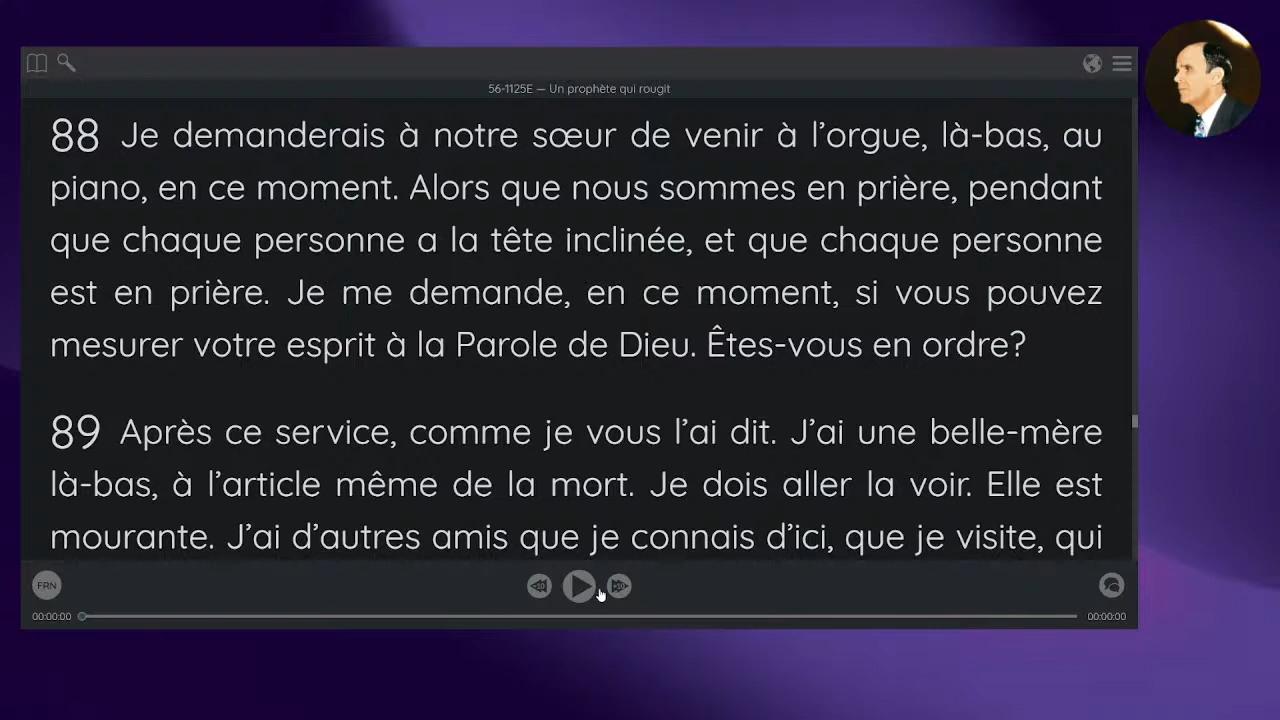 56-1125E — Un prophète qui rougit
88 Je demanderais à notre sœur de venir à l’orgue, là-bas, au
piano, en ce moment. Alors que nous sommes en prière, pendant
que chaque personne a la tête inclinée, et que chaque personne
est en prière. Je me demande, en ce moment, si vous pouvez
mesurer votre esprit à la Parole de Dieu. Êtes-vous en ordre?
89 Après ce service, comme je vous l’ai dit. J’ai une belle-mère
là-bas, à l’article même de la mort. Je dois aller la voir. Elle est
mourante. J’ai d’autres amis que je connais d’ici, que je visite, qui
FRN
00:00:00
00:00:00